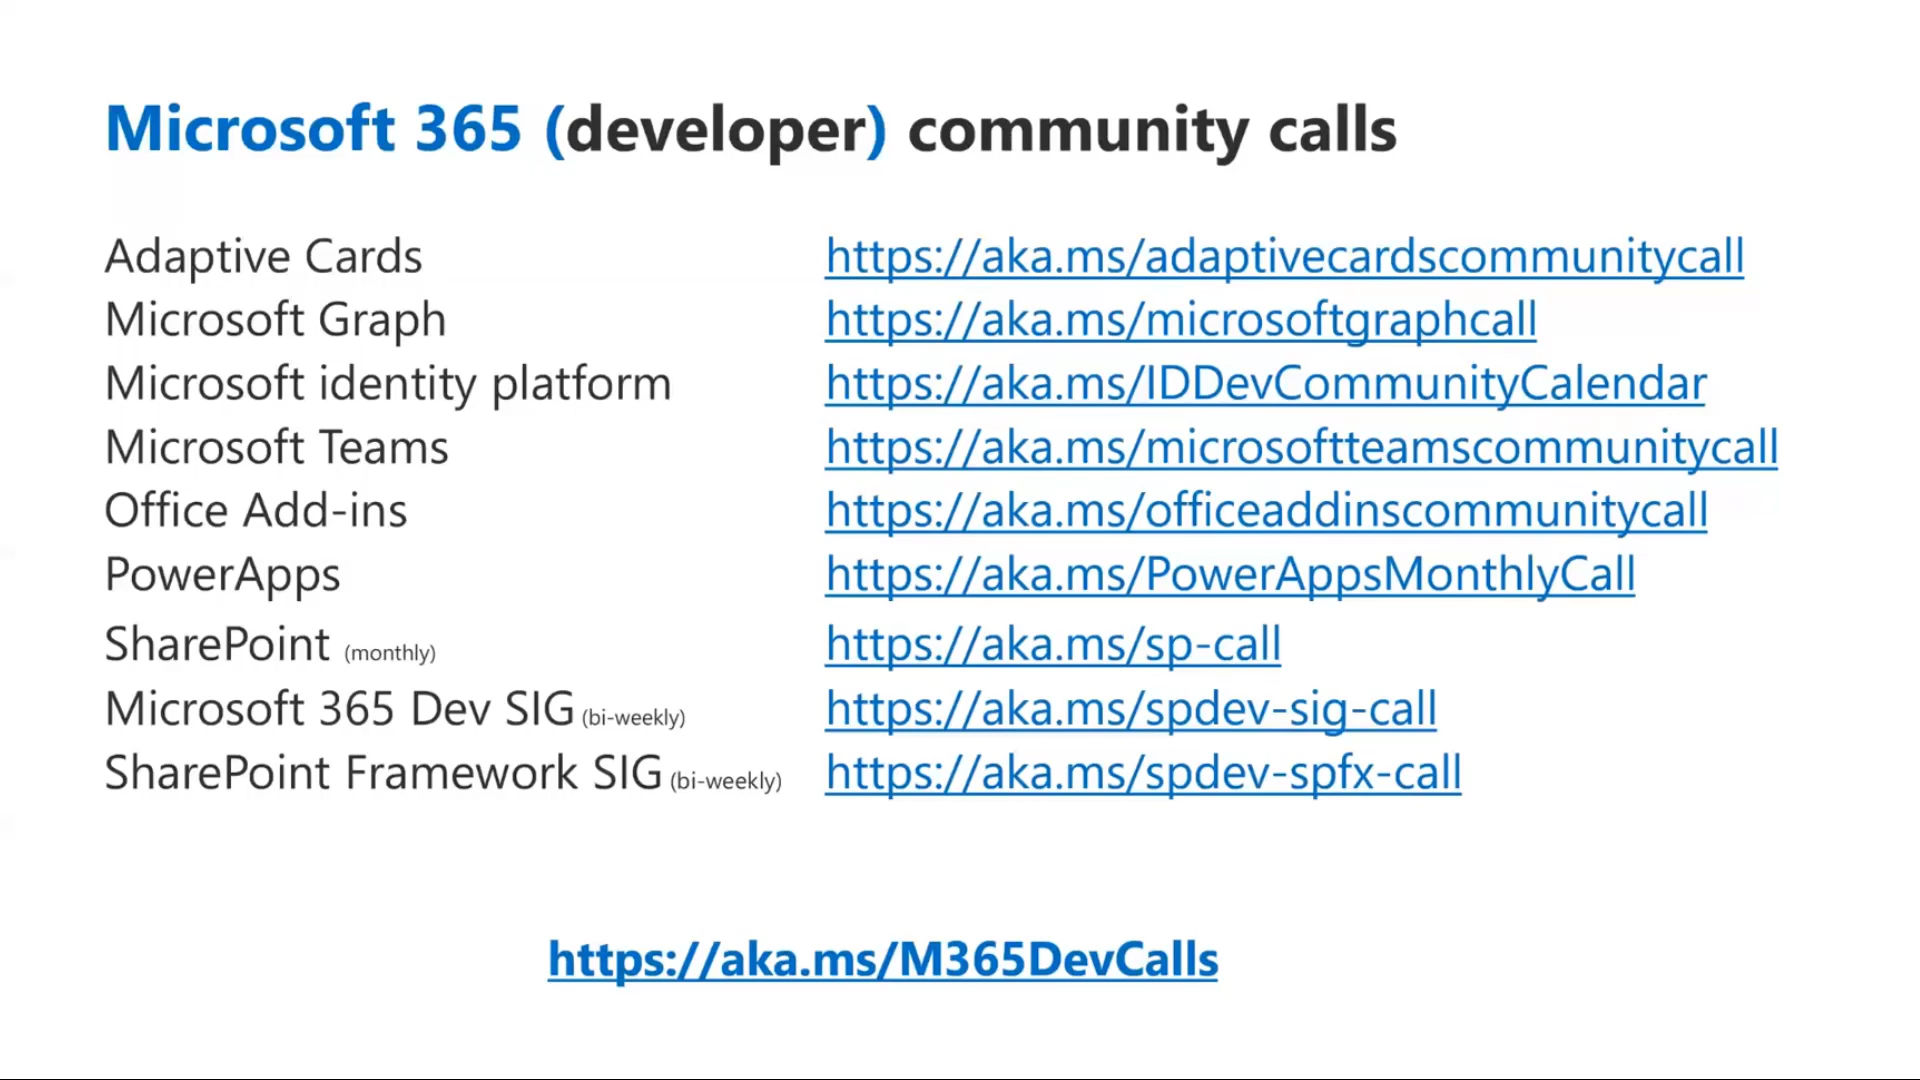 Microsoft 365 (developer) community calls
Adaptive Cards https://aka.ms/adaptivecardscommunitycall
Microsoft Graph https://aka.ms/microsoftgraphcall
Microsoft identity platform https://aka.ms/IDDevCommunityCalendar
Microsoft Teams https://aka.ms/microsoftteamscommunitycall
Office Add-ins https://aka.ms/officeaddinscommunitycall
PowerApps https://aka.ms/PowerAppsMonthlyCall
SharePoint (monthly) https://aka.ms/sp-call
Microsoft 365 Dev SIG (bi-weekly) https://aka.ms/spdev-sig-call
SharePoint Framework SIG (bi-weekly) https://aka.ms/spdev-spfx-call
https://aka.ms/M365DevCalls